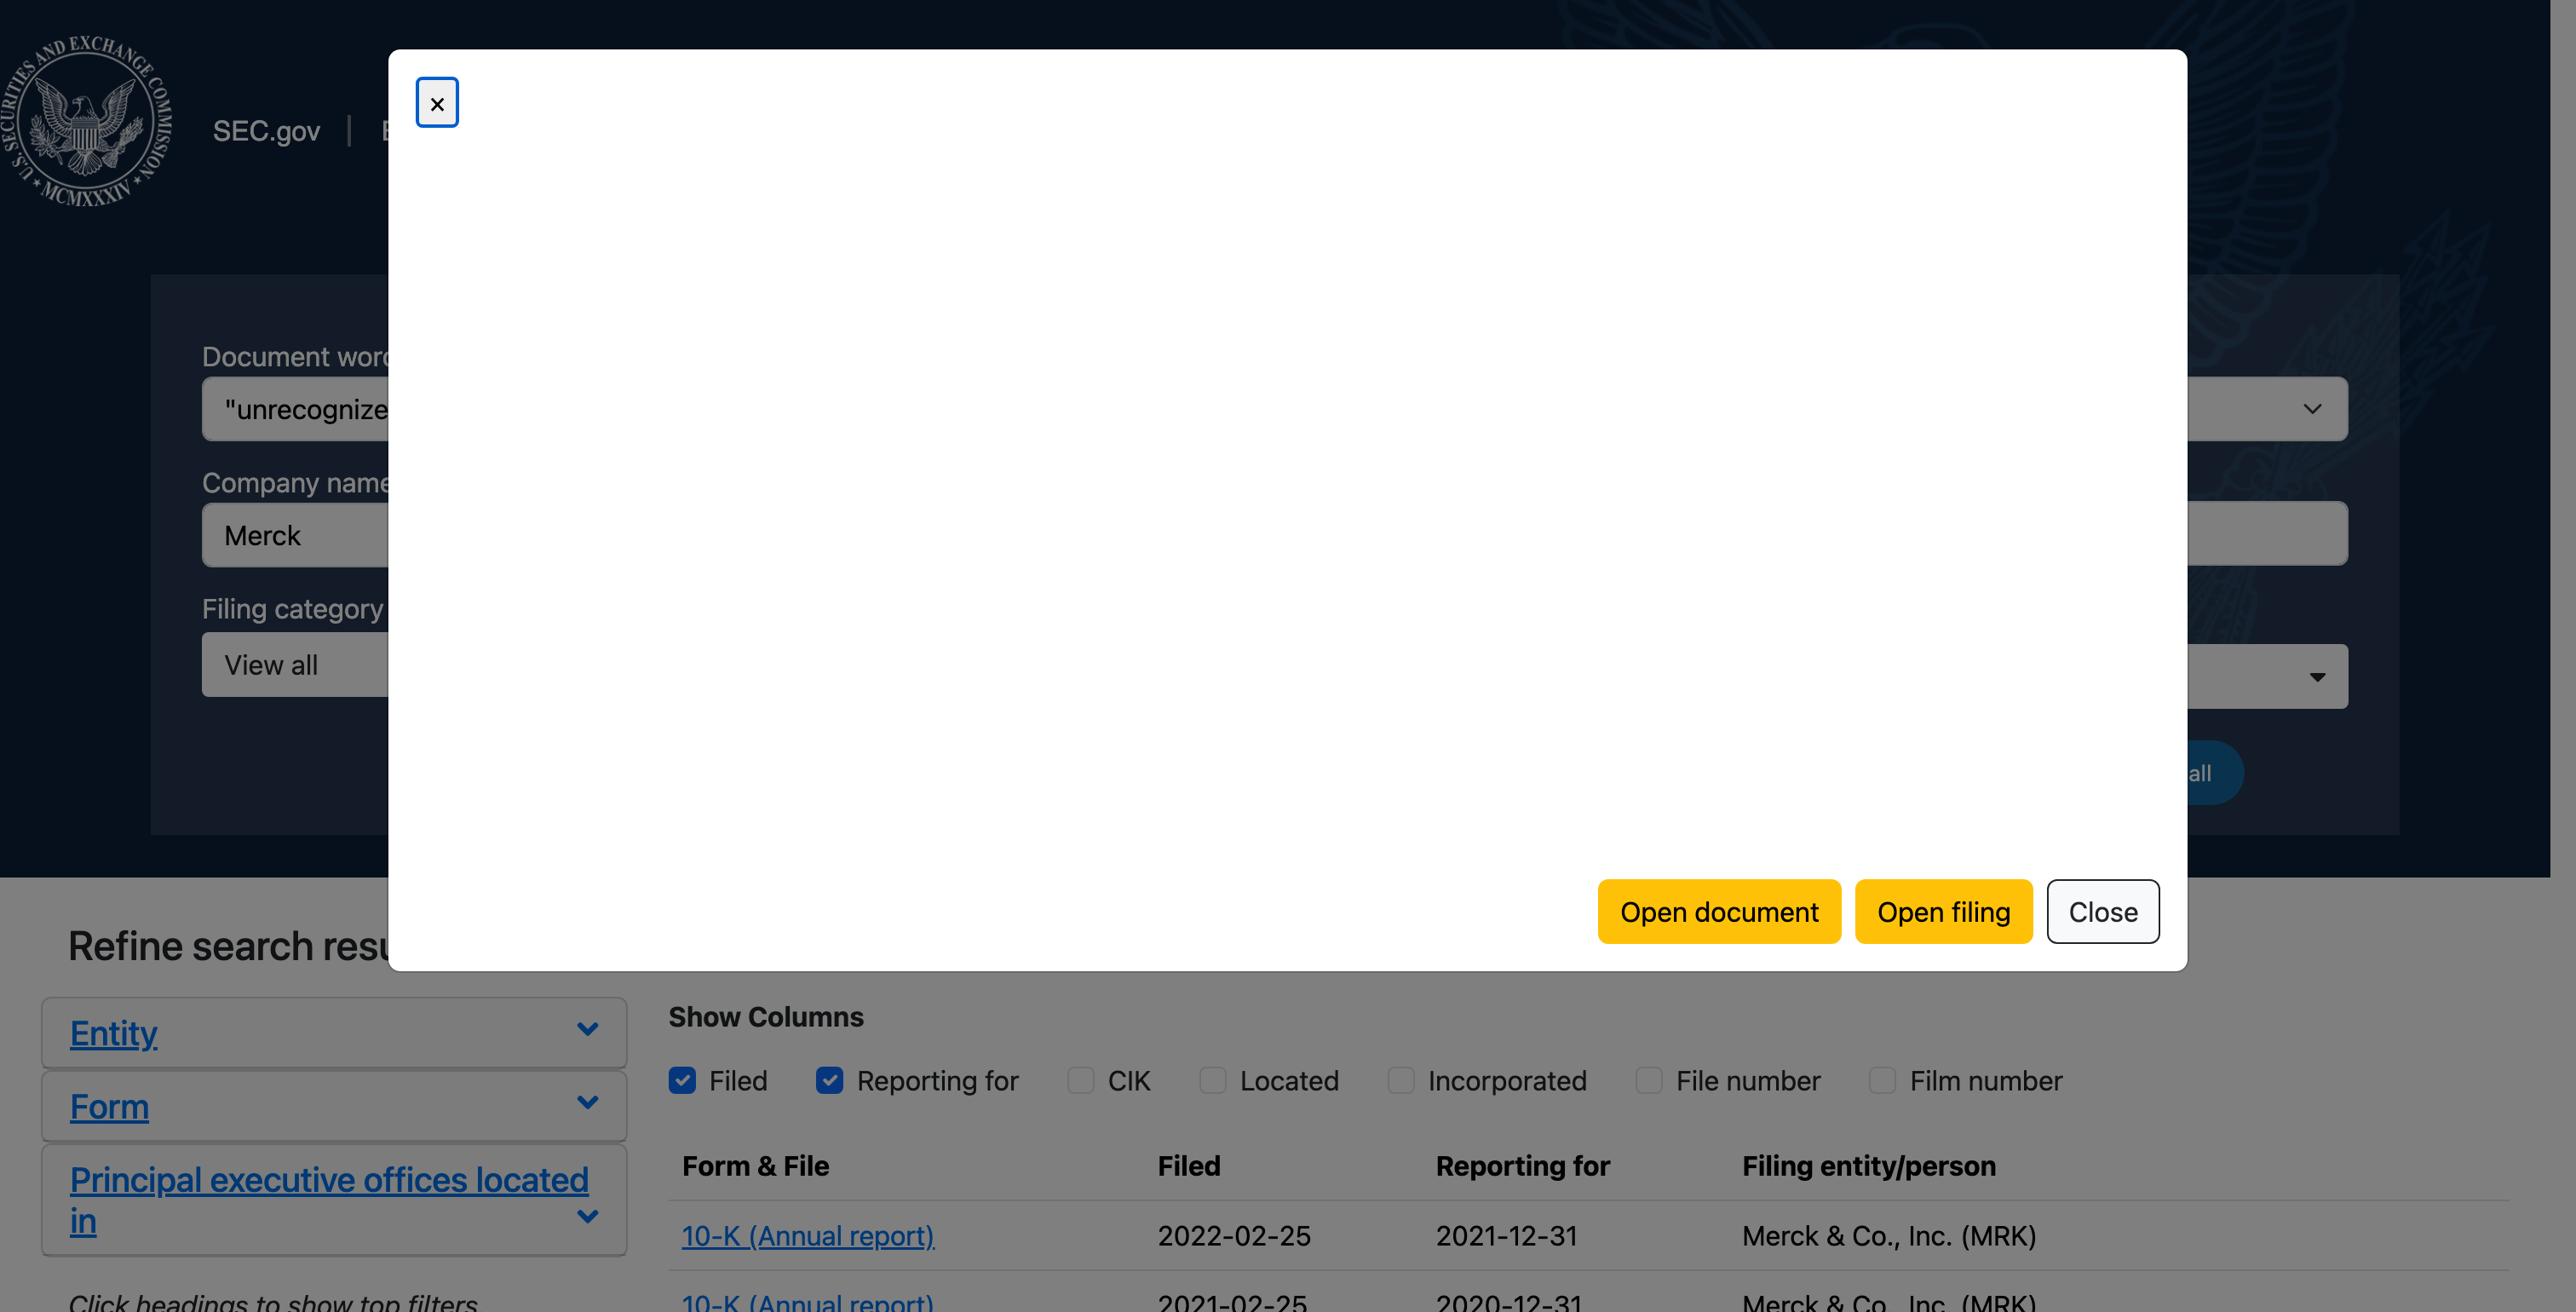 U.S. SECURITIES AND EXCHANGE COMMISSION
MCMXXXIV
SEC.gov
×
Document
"unrecognize
Company name
Merck
Filing category
View all
all
Open document
Open filing
Close
Refine search
Entity
Form
Principal executive offices located
in
Click headings to show top filters
Show Columns
Filed
Reporting for
CIK
Located
Incorporated
File number
Film number
Form & File Filed Reporting for Filing entity/person
10-K (Annual report) 2022-02-25 2021-12-31 Merck & Co., Inc. (MRK)
10-K (Annual report) 2021-02-25 2020-12-31 Merck & Co., Inc. (MRK)